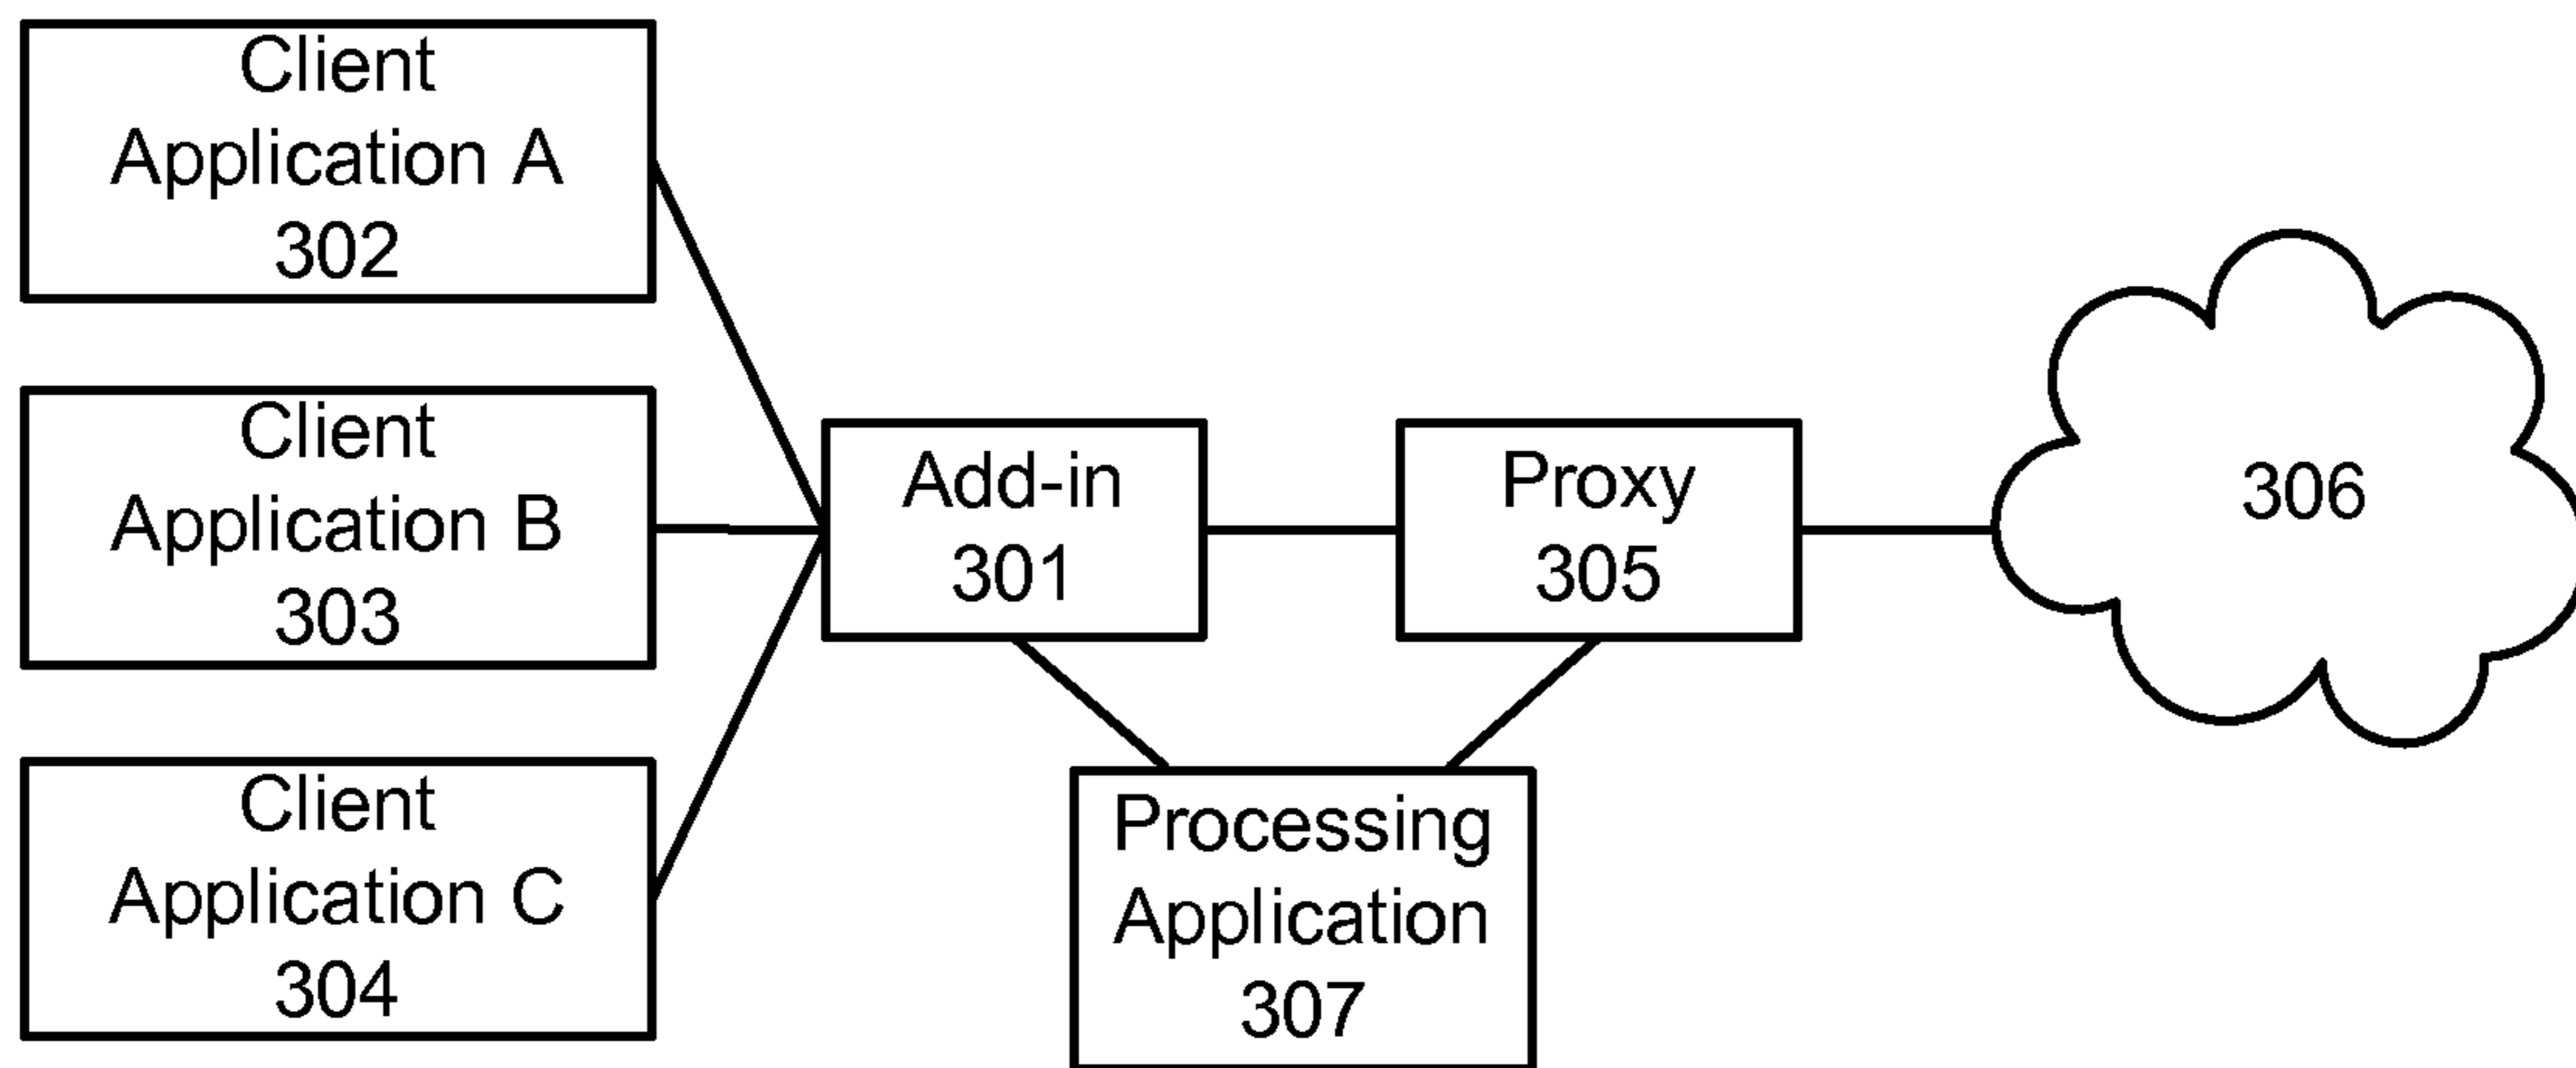 Client
Application A
302
Client
Application B
303
Client
Application C
304
Add-in
301
Proxy
305
306
Processing
Application
307